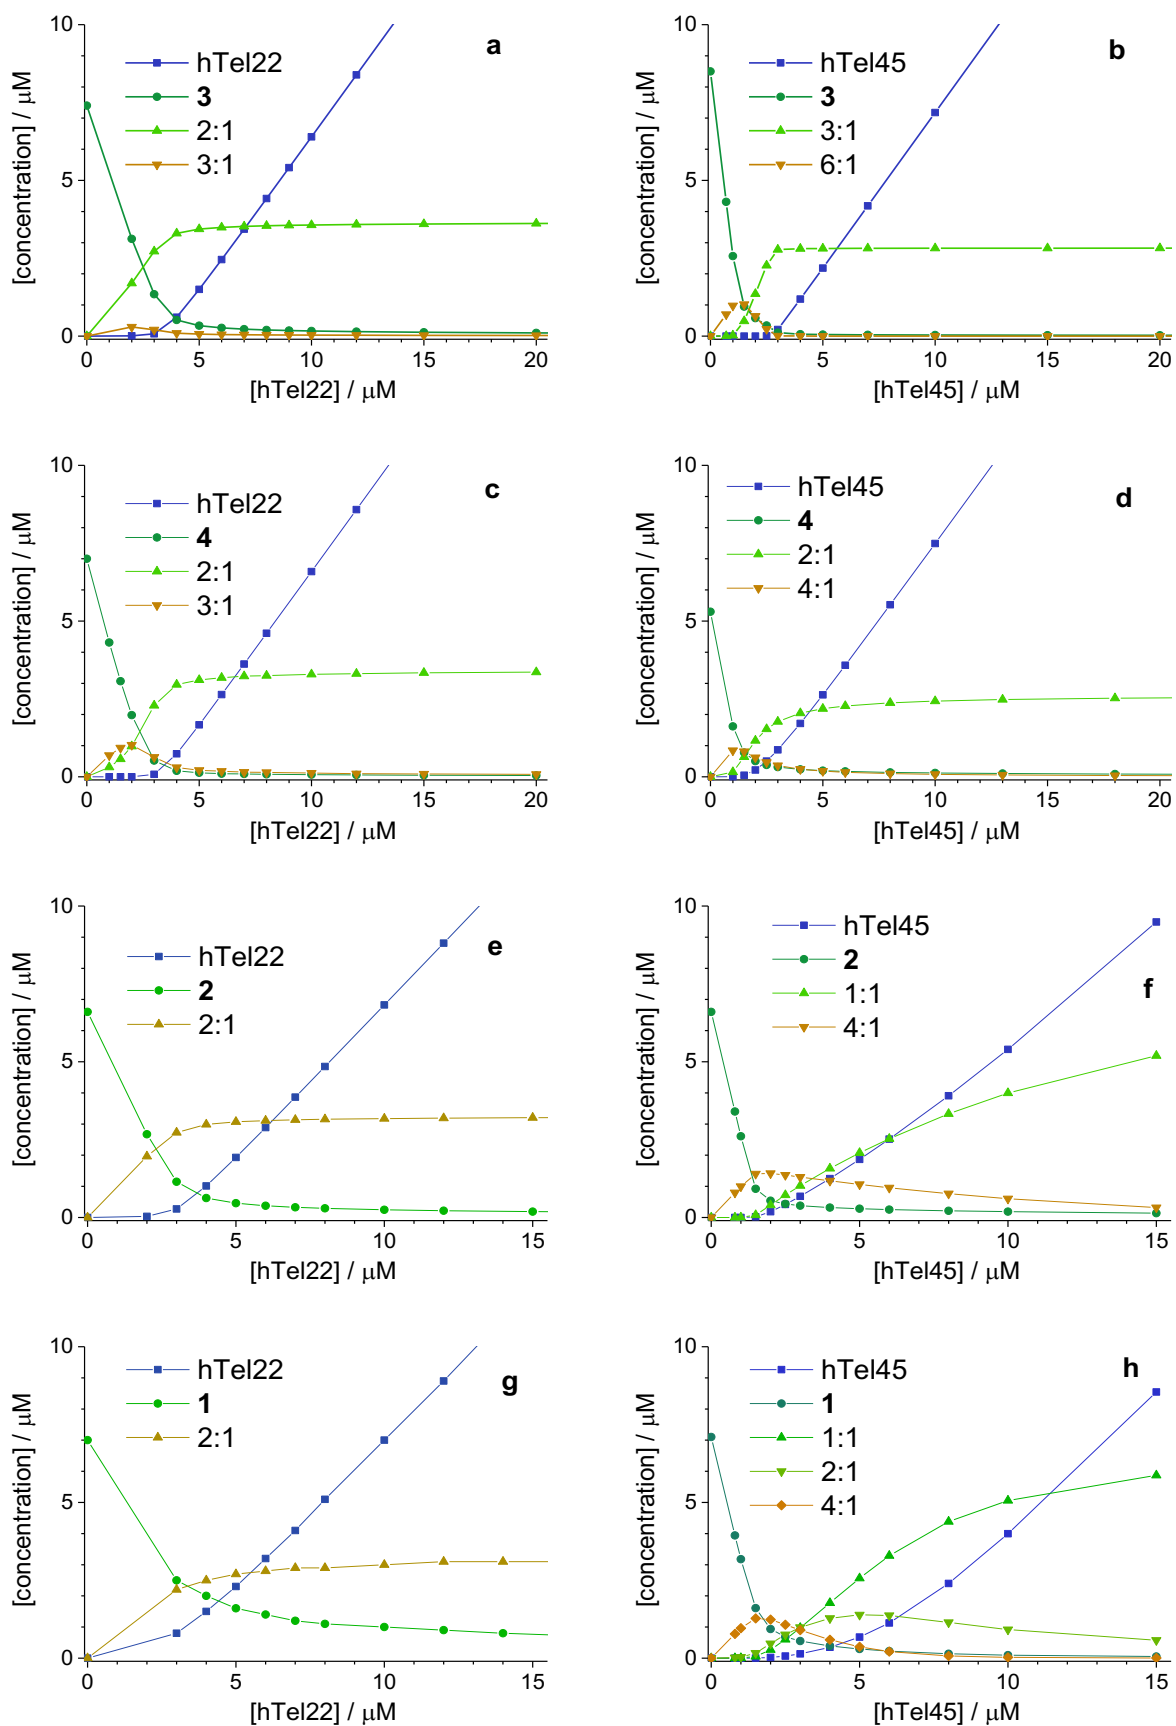 a
[concentration] / μM
10
5
0
hTel22
3
2:1
3:1
0 5 10 15 20
[hTel22] / μM
b
[concentration] / μM
10
5
0
hTel45
3
3:1
6:1
0 5 10 15 20
[hTel45] / μM
c
[concentration] / μM
10
5
0
hTel22
4
2:1
3:1
0 5 10 15 20
[hTel22] / μM
d
[concentration] / μM
10
5
0
hTel45
4
2:1
4:1
0 5 10 15 20
[hTel45] / μM
e
[concentration] / μM
10
5
0
hTel22
2
2:1
0 5 10 15
[hTel22] / μM
f
[concentration] / μM
10
5
0
hTel45
2
1:1
4:1
0 5 10 15
[hTel45] / μM
g
[concentration] / μM
10
5
0
hTel22
1
2:1
0 5 10 15
[hTel22] / μM
h
[concentration] / μM
10
5
0
hTel45
1
1:1
2:1
4:1
0 5 10 15
[hTel45] / μM